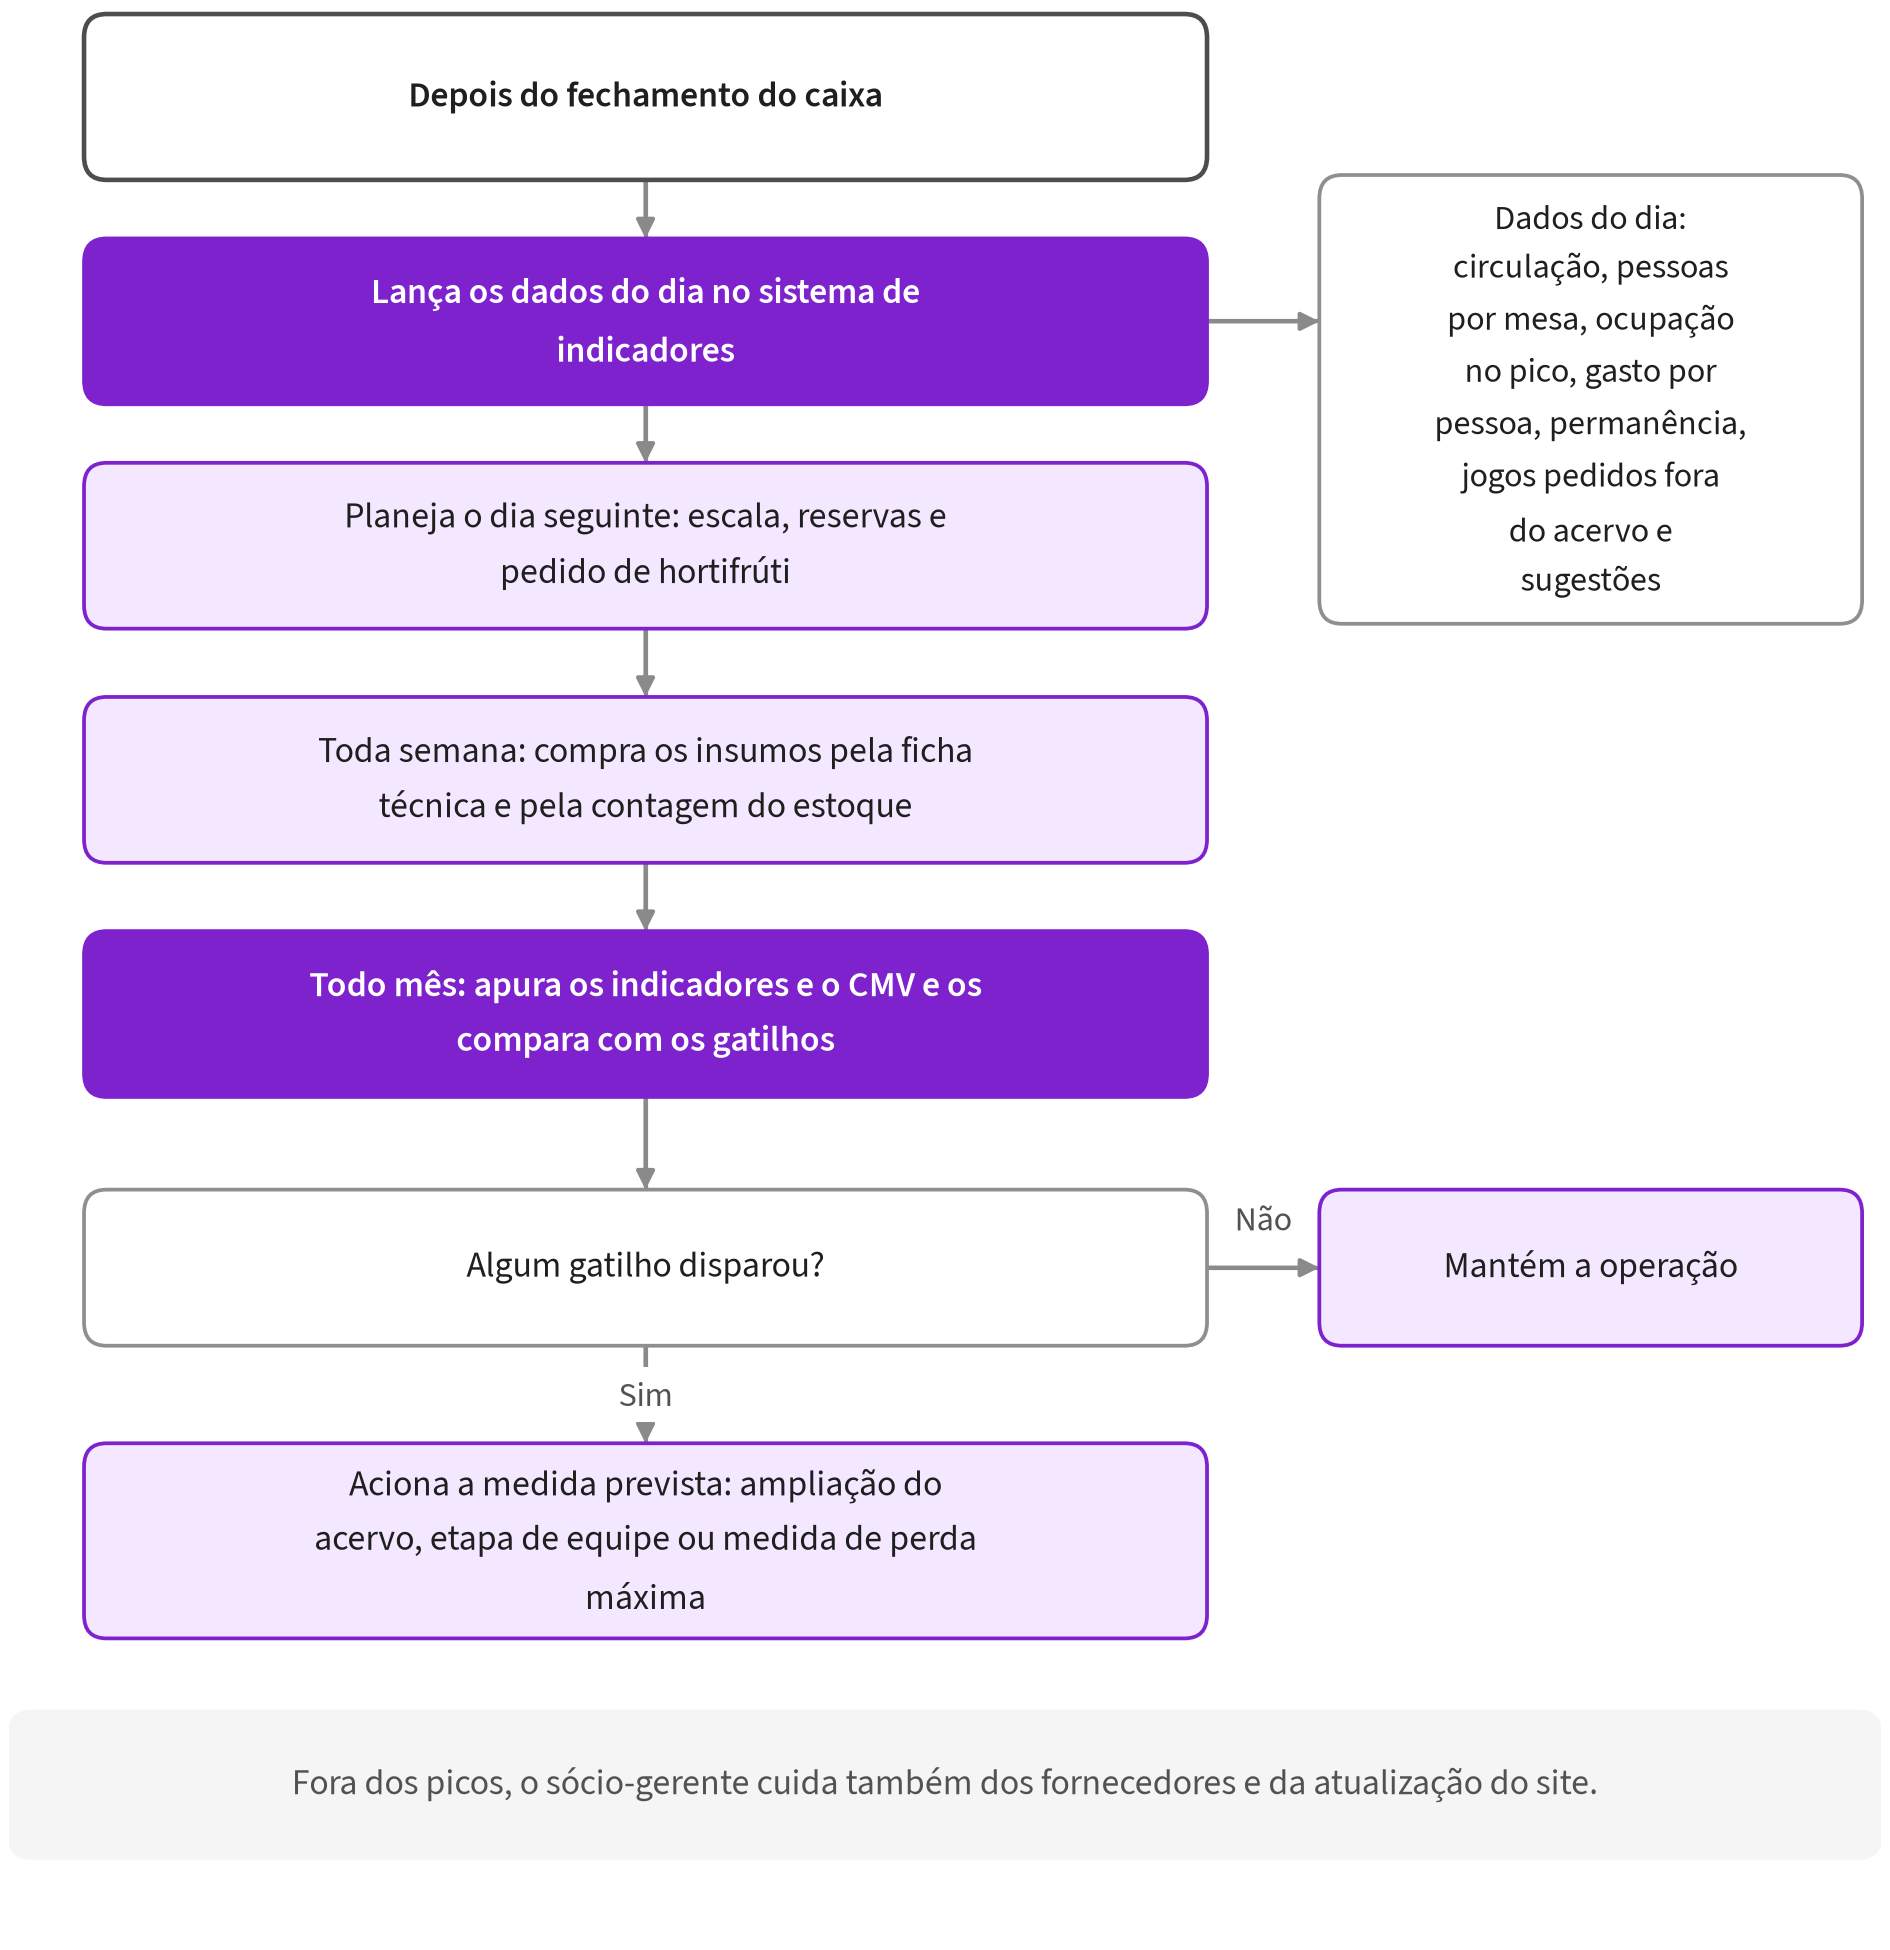 Depois do fechamento do caixa
Lança os dados do dia no sistema de
indicadores
Dados do dia:
circulação, pessoas
por mesa, ocupação
no pico, gasto por
pessoa, permanência,
jogos pedidos fora
do acervo e
sugestões
Planeja o dia seguinte: escala, reservas e
pedido de hortifrúti
Toda semana: compra os insumos pela ficha
técnica e pela contagem do estoque
Todo mês: apura os indicadores e o CMV e os
compara com os gatilhos
Algum gatilho disparou?
Não
Mantém a operação
Sim
Aciona a medida prevista: ampliação do
acervo, etapa de equipe ou medida de perda
máxima
Fora dos picos, o sócio-gerente cuida também dos fornecedores e da atualização do site.